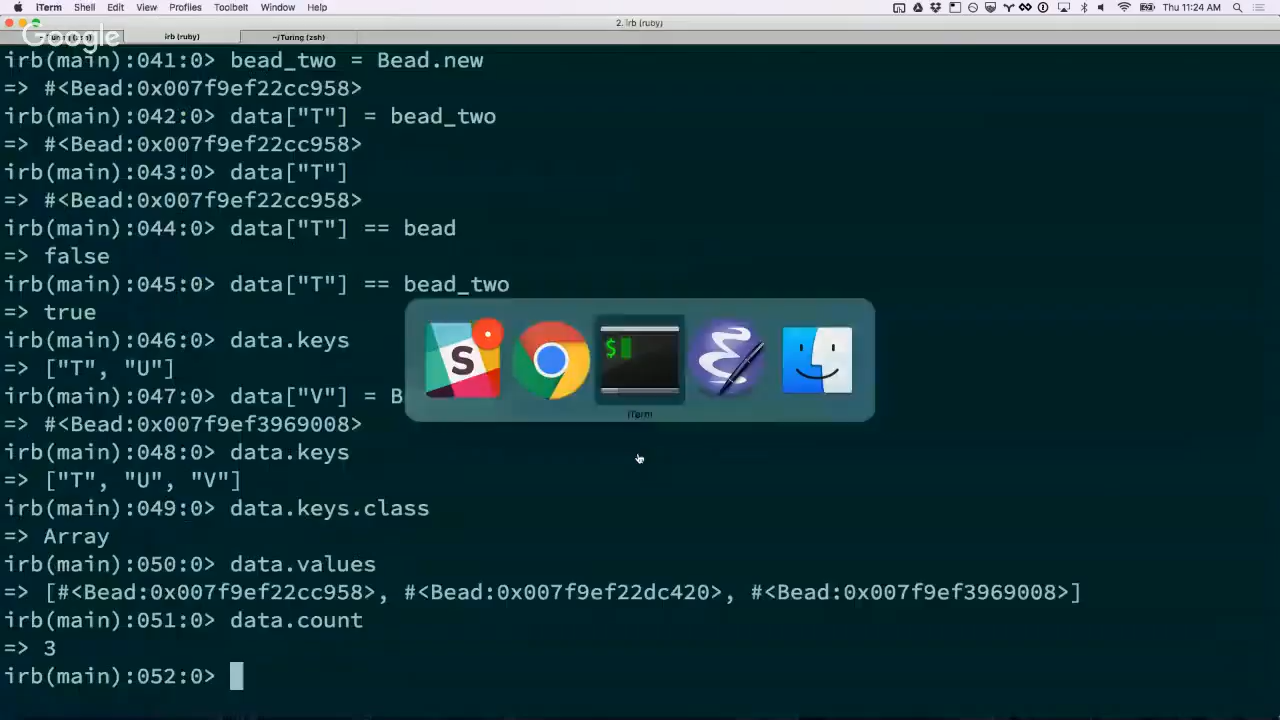 iTerm Shell Edit View Profiles Toolbelt Window Help Thu 11:24 AM
2. irb (ruby)
irb (ruby) ~/Turing (zsh)
Google
irb(main):041:0> bead_two = Bead.new
=> #<Bead:0x007f9ef22cc958>
irb(main):042:0> data["T"] = bead_two
=> #<Bead:0x007f9ef22cc958>
irb(main):043:0> data["T"]
=> #<Bead:0x007f9ef22cc958>
irb(main):044:0> data["T"] == bead
=> false
irb(main):045:0> data["T"] == bead_two
=> true
irb(main):046:0> data.keys
=> ["T", "U"]
irb(main):047:0> data["V"] = B
=> #<Bead:0x007f9ef3969008>
irb(main):048:0> data.keys
=> ["T", "U", "V"]
irb(main):049:0> data.keys.class
=> Array
irb(main):050:0> data.values
=> [#<Bead:0x007f9ef22cc958>, #<Bead:0x007f9ef22dc420>, #<Bead:0x007f9ef3969008>]
irb(main):051:0> data.count
=> 3
irb(main):052:0>
S
$
iTerm